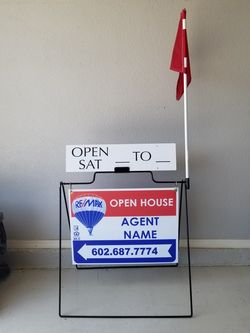 OPEN
SAT __ TO __
RE/MAX
OPEN HOUSE
AGENT
NAME
602.687.7774